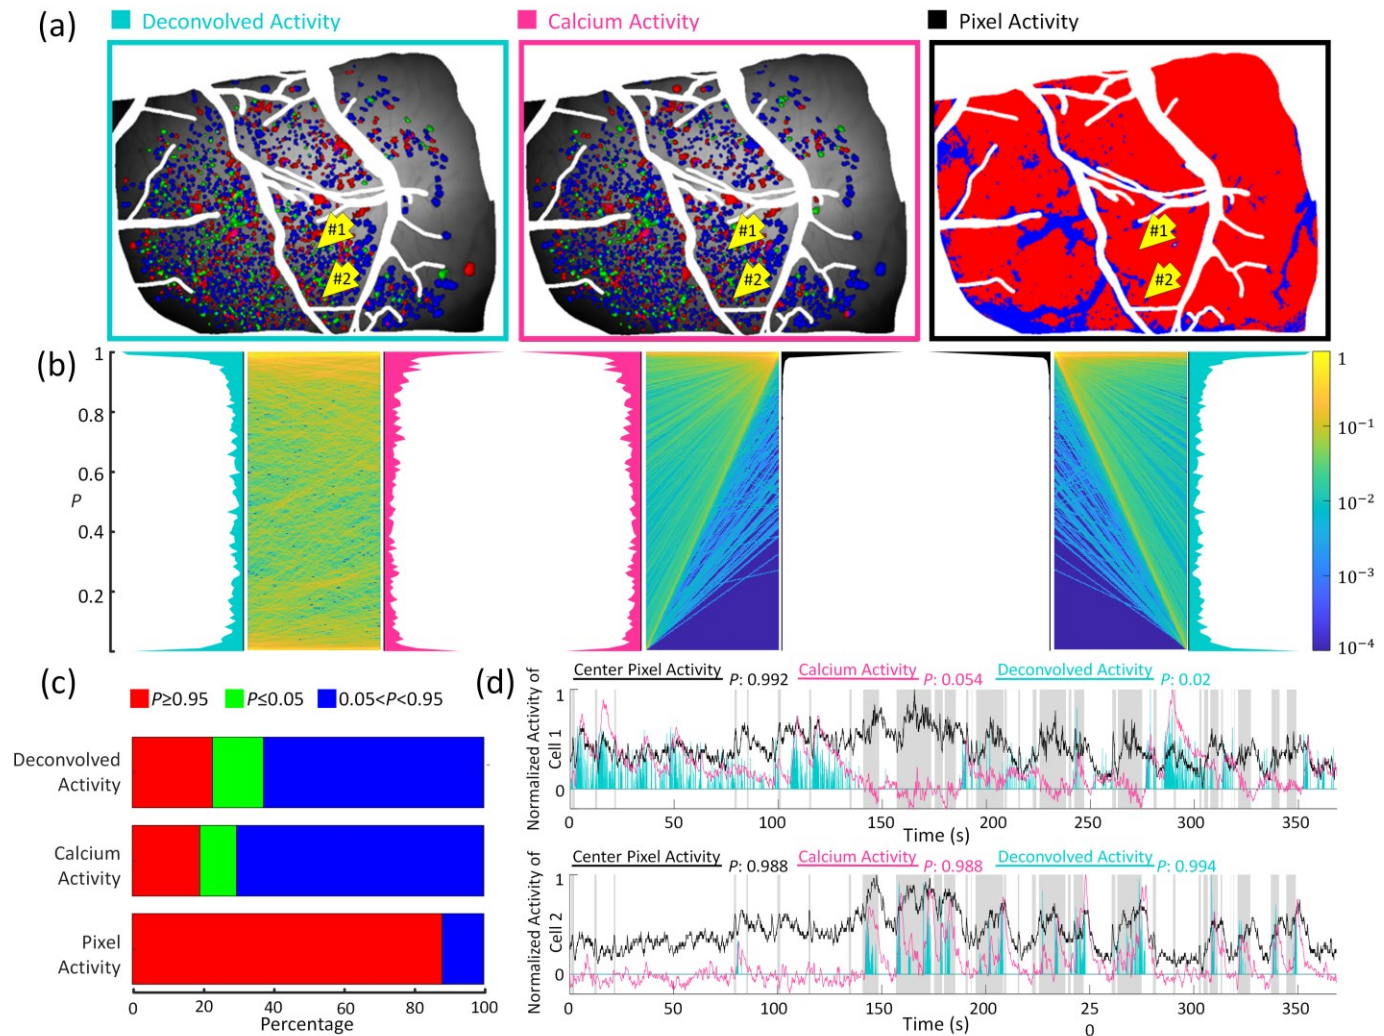 (a)
Deconvolved Activity
Calcium Activity
Pixel Activity
#1
#2
#1
#2
#1
#2
(b)
1
0.8
0.6
P
0.4
0.2
1
10⁻¹
10⁻²
10⁻³
10⁻⁴
(c)
P≥0.95
P≤0.05
0.05<P<0.95
Deconvolved
Activity
Calcium
Activity
Pixel
Activity
0 20 40 60 80 100
Percentage
(d)
Center Pixel Activity P: 0.992
Calcium Activity P: 0.054
Deconvolved Activity P: 0.02
Normalized Activity of
Cell 1
1
0
0 50 100 150 200 250 300 350
Time (s)
Center Pixel Activity P: 0.988
Calcium Activity P: 0.988
Deconvolved Activity P: 0.994
Normalized Activity of
Cell 2
1
0
0 50 100 150 200 250 300 350
Time (s)
0